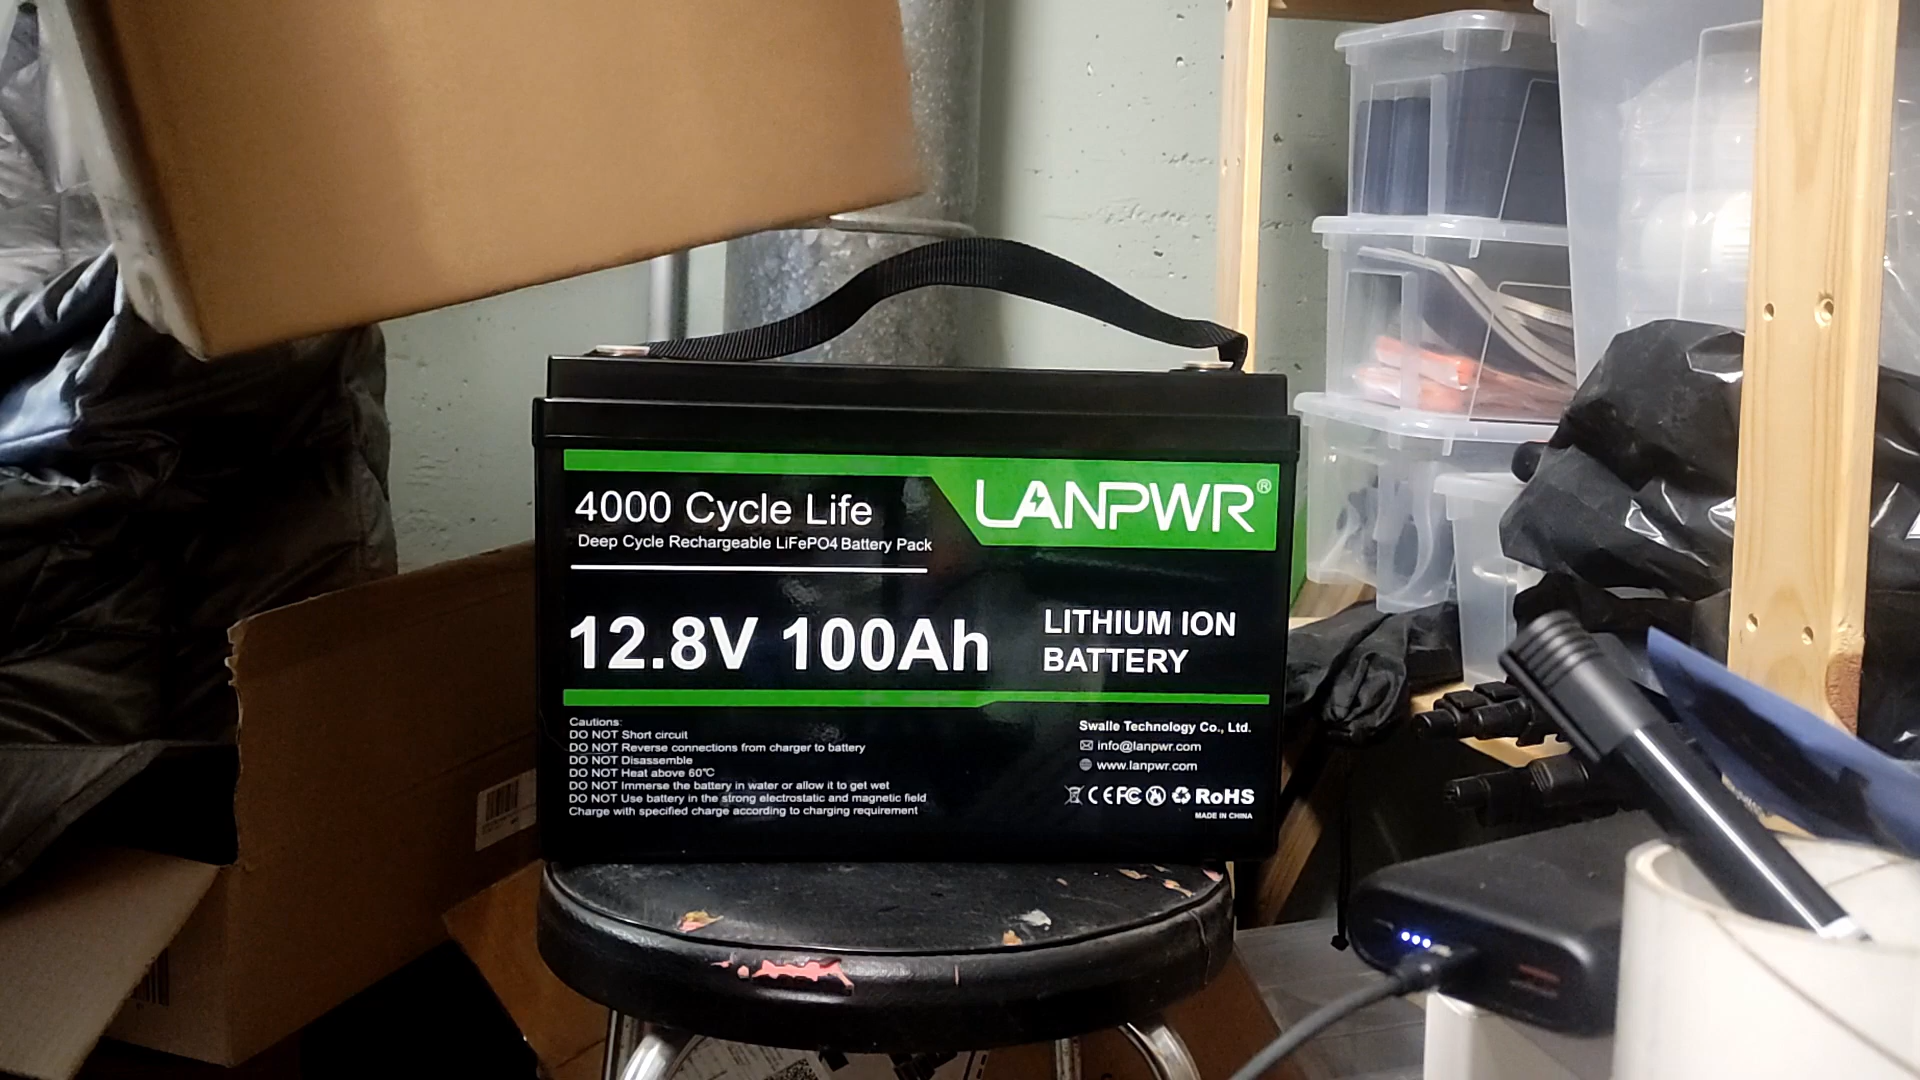 4000 Cycle Life
Deep Cycle Rechargeable LiFePO4 Battery Pack
LANPWR®
12.8V 100Ah
LITHIUM ION
BATTERY
Cautions:
DO NOT Short circuit
DO NOT Reverse connections from charger to battery
DO NOT Disassemble
DO NOT Heat above 60℃
DO NOT Immerse the battery in water or allow it to get wet
DO NOT Use battery in the strong electrostatic and magnetic field
Charge with specified charge according to charging requirement
Swalle Technology Co., Ltd.
info@lanpwr.com
www.lanpwr.com
CE FC RoHS
MADE IN CHINA